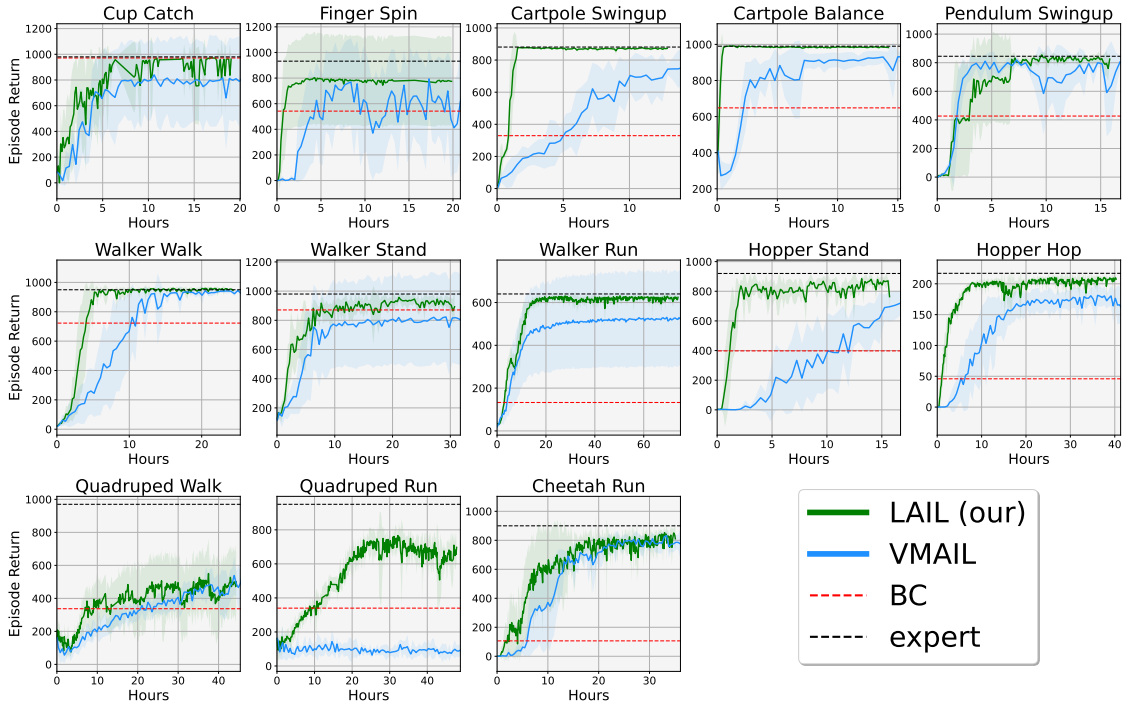 Cup Catch
Finger Spin
Cartpole Swingup
Cartpole Balance
Pendulum Swingup
Episode Return
1200
1000
800
600
400
200
0
0 5 10 15 20
Hours
1200
1000
800
600
400
200
0
0 5 10 15 20
Hours
1000
800
600
400
200
0
0 5 10
Hours
1000
800
600
400
200
0 5 10 15
Hours
1000
800
600
400
200
0
0 5 10 15
Hours
Walker Walk
Walker Stand
Walker Run
Hopper Stand
Hopper Hop
Episode Return
1000
800
600
400
200
0
0 10 20
Hours
1200
1000
800
600
400
200
0 10 20 30
Hours
600
400
200
0
0 20 40 60
Hours
1000
800
600
400
200
0
0 5 10 15
Hours
200
150
100
50
0
0 10 20 30 40
Hours
Quadruped Walk
Quadruped Run
Cheetah Run
Episode Return
1000
800
600
400
200
0
0 10 20 30 40
Hours
800
600
400
200
0
0 20 40
Hours
1000
800
600
400
200
0
0 10 20 30
Hours
LAIL (our)
VMAIL
BC
expert